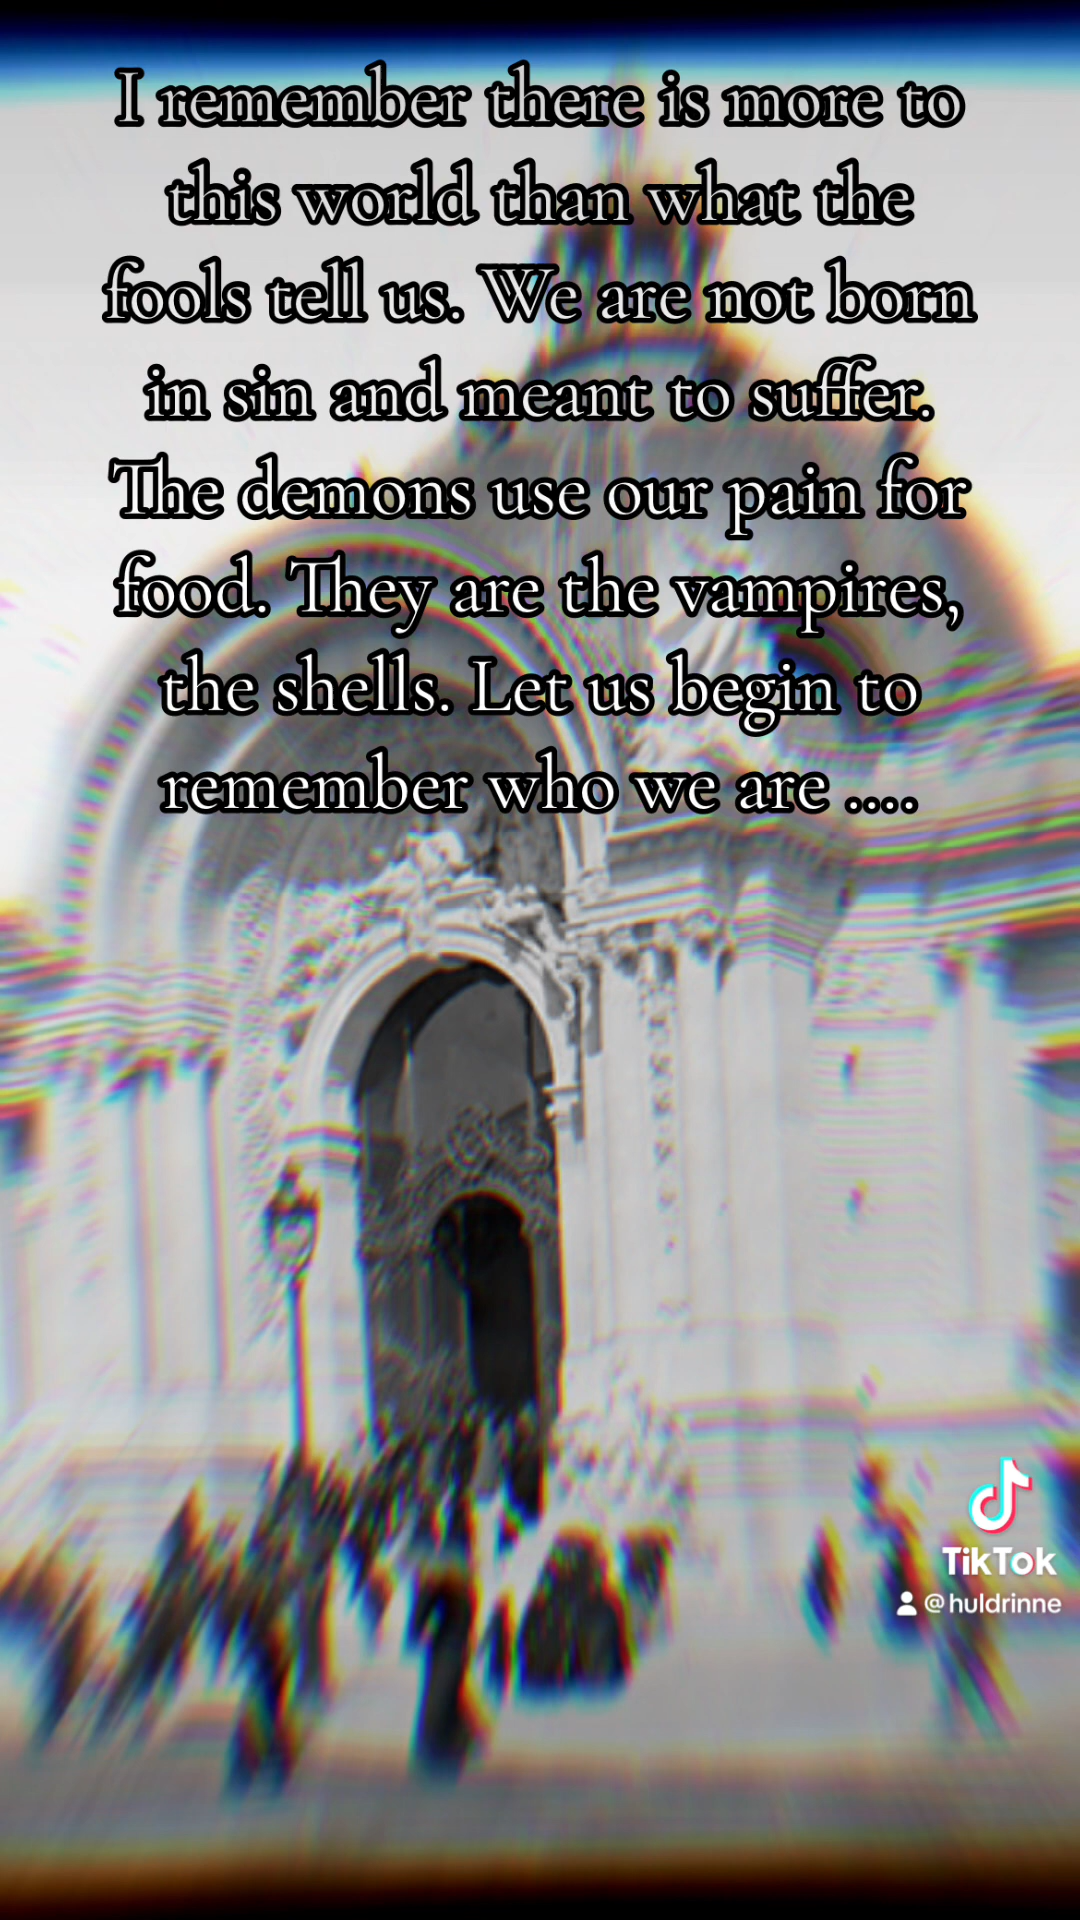 I remember there is more to
this world than what the
fools tell us. We are not born
in sin and meant to suffer.
The demons use our pain for
food. They are the vampires,
the shells. Let us begin to
remember who we are ....
TikTok
@huldrinne